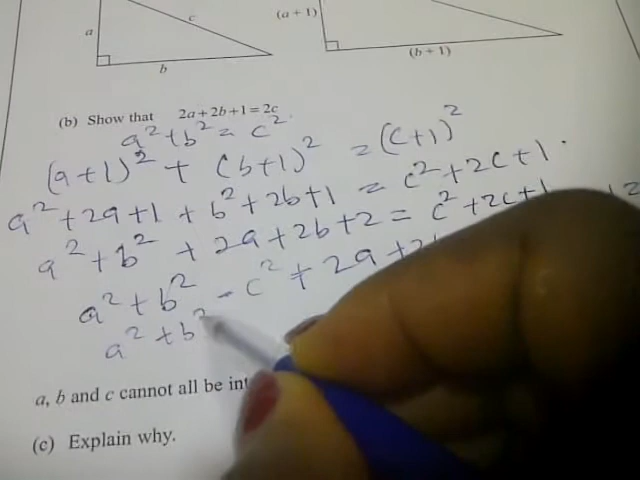 a
c
b
(a + 1)
(b + 1)
(b) Show that 2a + 2b + 1 = 2c
a² + b² = c²
(a+1)² + (b+1)² = (c+1)²
a² + 2a + 1 + b² + 2b + 1 = c² + 2c + 1
a² + b² + 2a + 2b + 2 = c² + 2c + 1
a² + b² - c² + 2a +
a² + b²
a, b and c cannot all be
(c) Explain why.